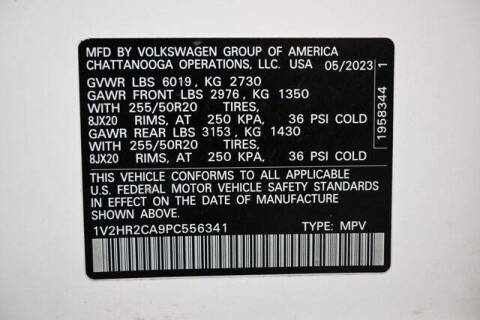 MFD BY VOLKSWAGEN GROUP OF AMERICA
CHATTANOOGA OPERATIONS, LLC. USA 05/2023
GVWR LBS 6019, KG 2730
GAWR FRONT LBS 2976, KG 1350
WITH 255/50R20 TIRES,
8JX20 RIMS, AT 250 KPA, 36 PSI COLD
GAWR REAR LBS 3153, KG 1430
WITH 255/50R20 TIRES,
8JX20 RIMS, AT 250 KPA, 36 PSI COLD
THIS VEHICLE CONFORMS TO ALL APPLICABLE
U.S. FEDERAL MOTOR VEHICLE SAFETY STANDARDS
IN EFFECT ON THE DATE OF MANUFACTURE
SHOWN ABOVE
1V2HR2CA9PC556341 TYPE: MPV
1958344 1